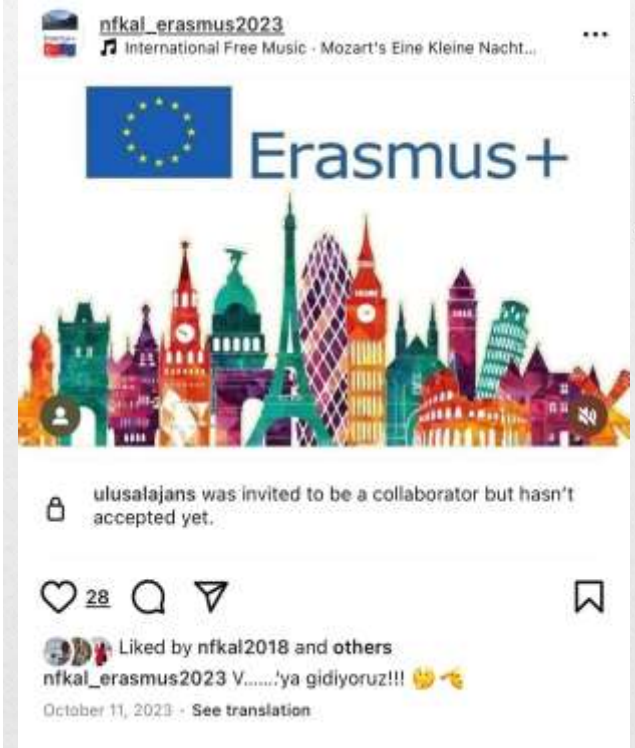 nfkal_erasmus2023
International Free Music · Mozart's Eine Kleine Nacht...
Erasmus+
ulusalajans was invited to be a collaborator but hasn't
accepted yet.
28
Liked by nfkal2018 and others
nfkal_erasmus2023 V.......'ya gidiyoruz!!!
October 11, 2023 · See translation